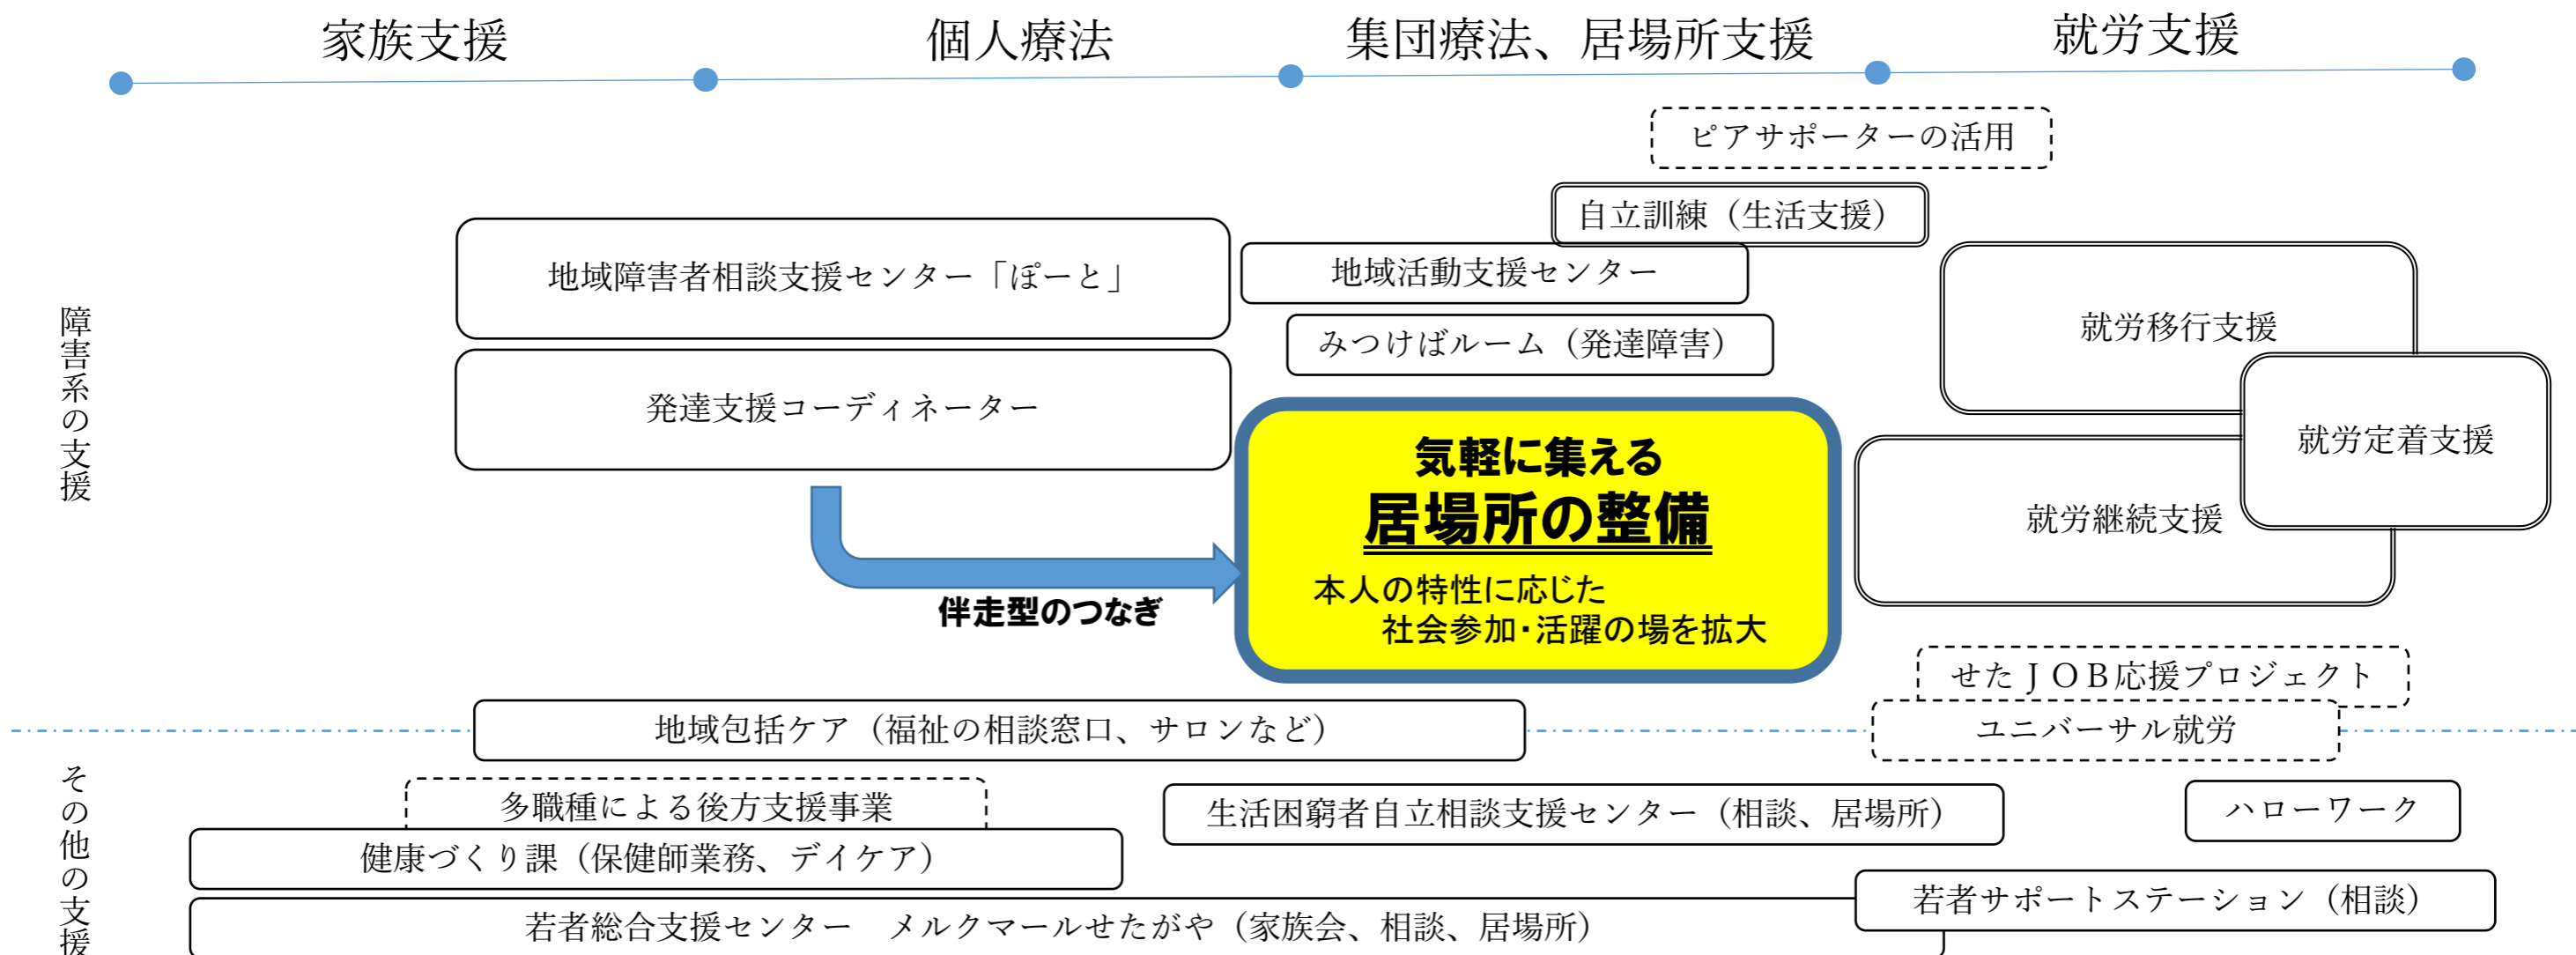 家族支援
個人療法
集団療法、居場所支援
就労支援
ピアサポーターの活用
自立訓練（生活支援）
障害系の支援
地域障害者相談支援センター「ぽーと」
地域活動支援センター
みつけばルーム（発達障害）
就労移行支援
発達支援コーディネーター
気軽に集える
居場所の整備
本人の特性に応じた
社会参加・活躍の場を拡大
就労定着支援
就労継続支援
伴走型のつなぎ
せたＪＯＢ応援プロジェクト
地域包括ケア（福祉の相談窓口、サロンなど）
ユニバーサル就労
その他の支援
多職種による後方支援事業
生活困窮者自立相談支援センター（相談、居場所）
ハローワーク
健康づくり課（保健師業務、デイケア）
若者サポートステーション（相談）
若者総合支援センター　メルクマールせたがや（家族会、相談、居場所）